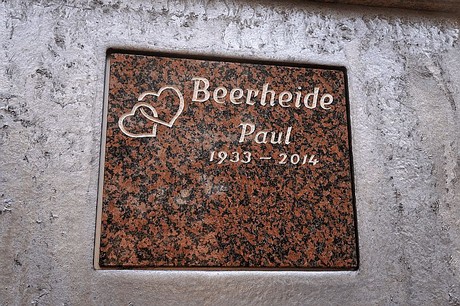 Beerheide
Paul
1933 – 2014